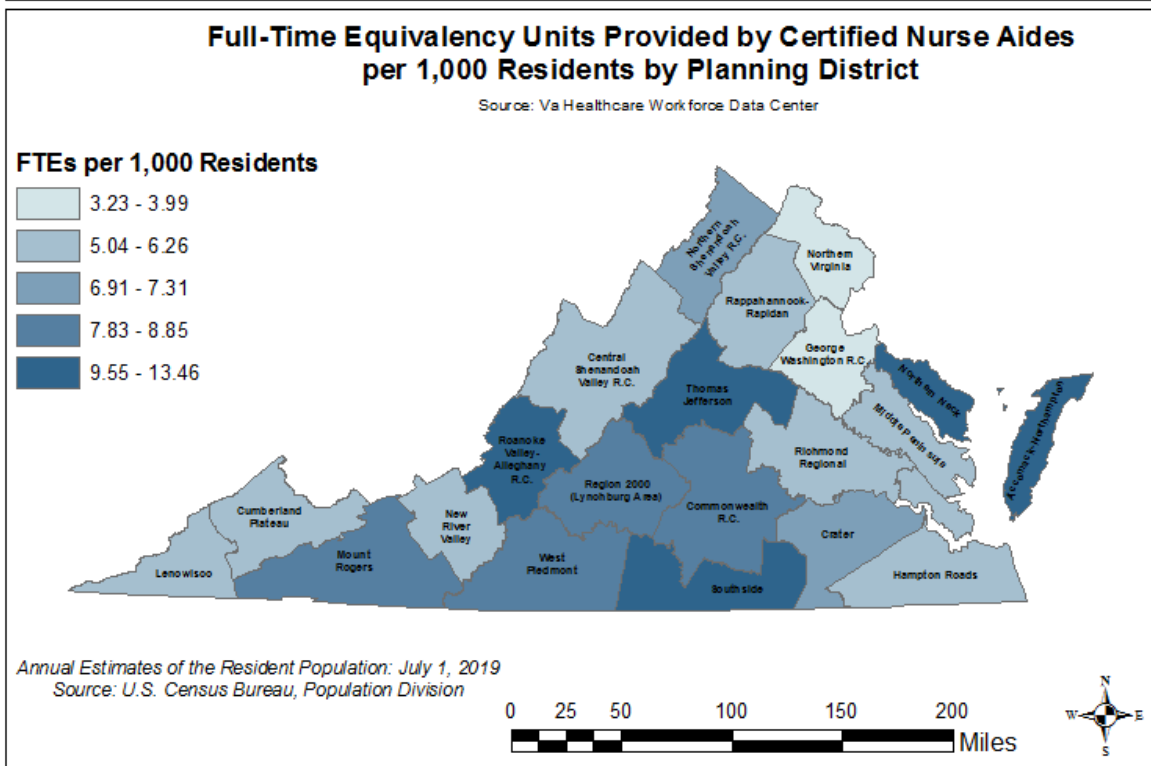 Full-Time Equivalency Units Provided by Certified Nurse Aides
per 1,000 Residents by Planning District
Source: Va Healthcare Workforce Data Center
FTEs per 1,000 Residents
3.23 - 3.99
5.04 - 6.26
6.91 - 7.31
7.83 - 8.85
9.55 - 13.46
Northern
Shenandoah
Valley R.C.
Northern
Virginia
Rappahannock-
Rapidan
George
Washington R.C.
Central
Shenandoah
Valley R.C.
Northern Neck
Thomas
Jefferson
Middle Peninsula
Accomack-Northampton
Roanoke
Valley-
Alleghany
R.C.
Richmond
Regional
Region 2000
(Lynchburg Area)
Commonwealth
R.C.
Cumberland
Plateau
New
River
Valley
Crater
Mount
Rogers
West
Piedmont
Lenowisco
Southside
Hampton Roads
Annual Estimates of the Resident Population: July 1, 2019
Source: U.S. Census Bureau, Population Division
0 25 50 100 150 200
Miles
N
W E
S